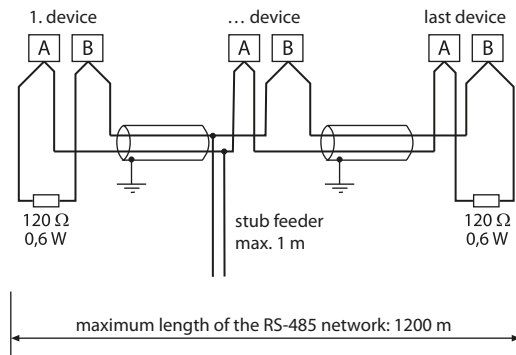 1. device
... device
last device
A B
A B
A B
120 Ω
0,6 W
stub feeder
max. 1 m
120 Ω
0,6 W
maximum length of the RS-485 network: 1200 m